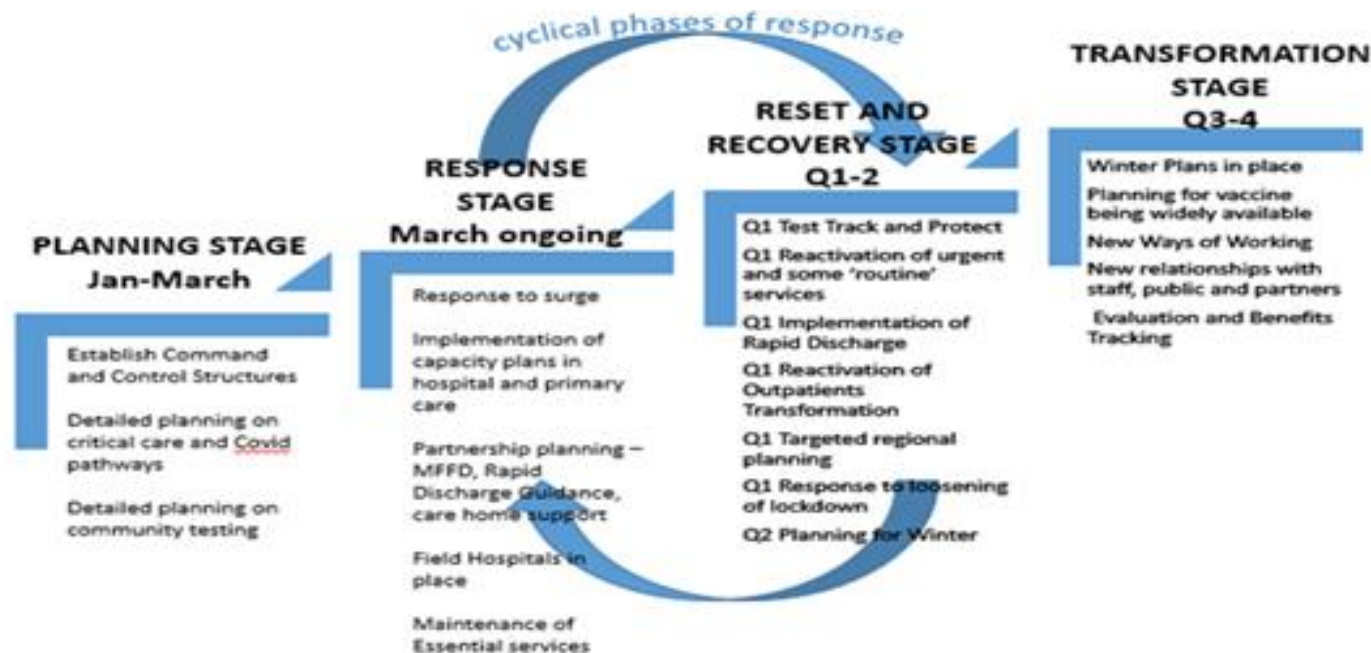 cyclical phases of response
PLANNING STAGE
Jan-March
Establish Command
and Control Structures
Detailed planning on
critical care and Covid
pathways
Detailed planning on
community testing
RESPONSE
STAGE
March ongoing
Response to surge
Implementation of
capacity plans in
hospital and primary
care
Partnership planning –
MFFD, Rapid
Discharge Guidance,
care home support
Field Hospitals in
place
Maintenance of
Essential services
RESET AND
RECOVERY STAGE
Q1-2
Q1 Test Track and Protect
Q1 Reactivation of urgent
and some ‘routine’
services
Q1 Implementation of
Rapid Discharge
Q1 Reactivation of
Outpatients
Transformation
Q1 Targeted regional
planning
Q1 Response to loosening
of lockdown
Q2 Planning for Winter
TRANSFORMATION
STAGE
Q3-4
Winter Plans in place
Planning for vaccine
being widely available
New Ways of Working
New relationships with
staff, public and partners
Evaluation and Benefits
Tracking